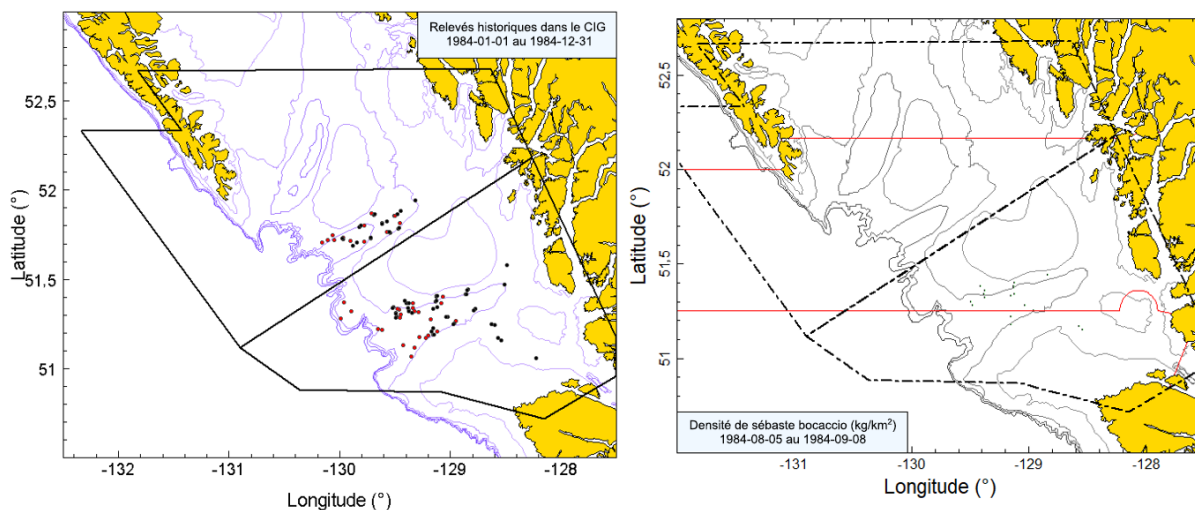 Relevés historiques dans le CIG
1984-01-01 au 1984-12-31
52.5
52
51.5
51
Latitude (°)
-132
-131
-130
-129
-128
Longitude (°)
52.5
52
51.5
51
Latitude (°)
Densité de sébaste bocaccio (kg/km²)
1984-08-05 au 1984-09-08
-131
-130
-129
-128
Longitude (°)